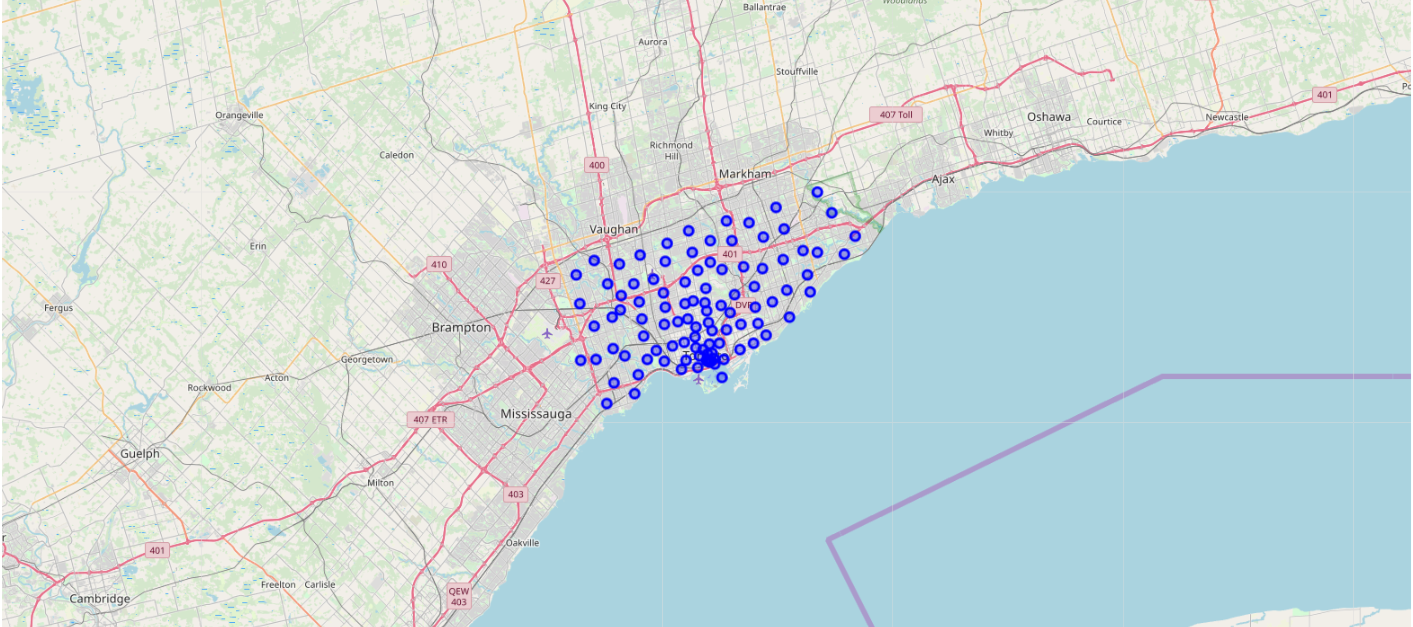 Ballantrae
Woodlands
Aurora
Stouffville
King City
401
Orangeville
407 Toll
Oshawa
Courtice
Newcastle
Whitby
Richmond
Hill
Caledon
400
Markham
Ajax
Vaughan
Erin
401
410
427
DVP
Fergus
Brampton
Georgetown
Acton
Rockwood
Mississauga
407 ETR
Guelph
Milton
403
Oakville
401
Freelton
Carlisle
QEW
403
Cambridge